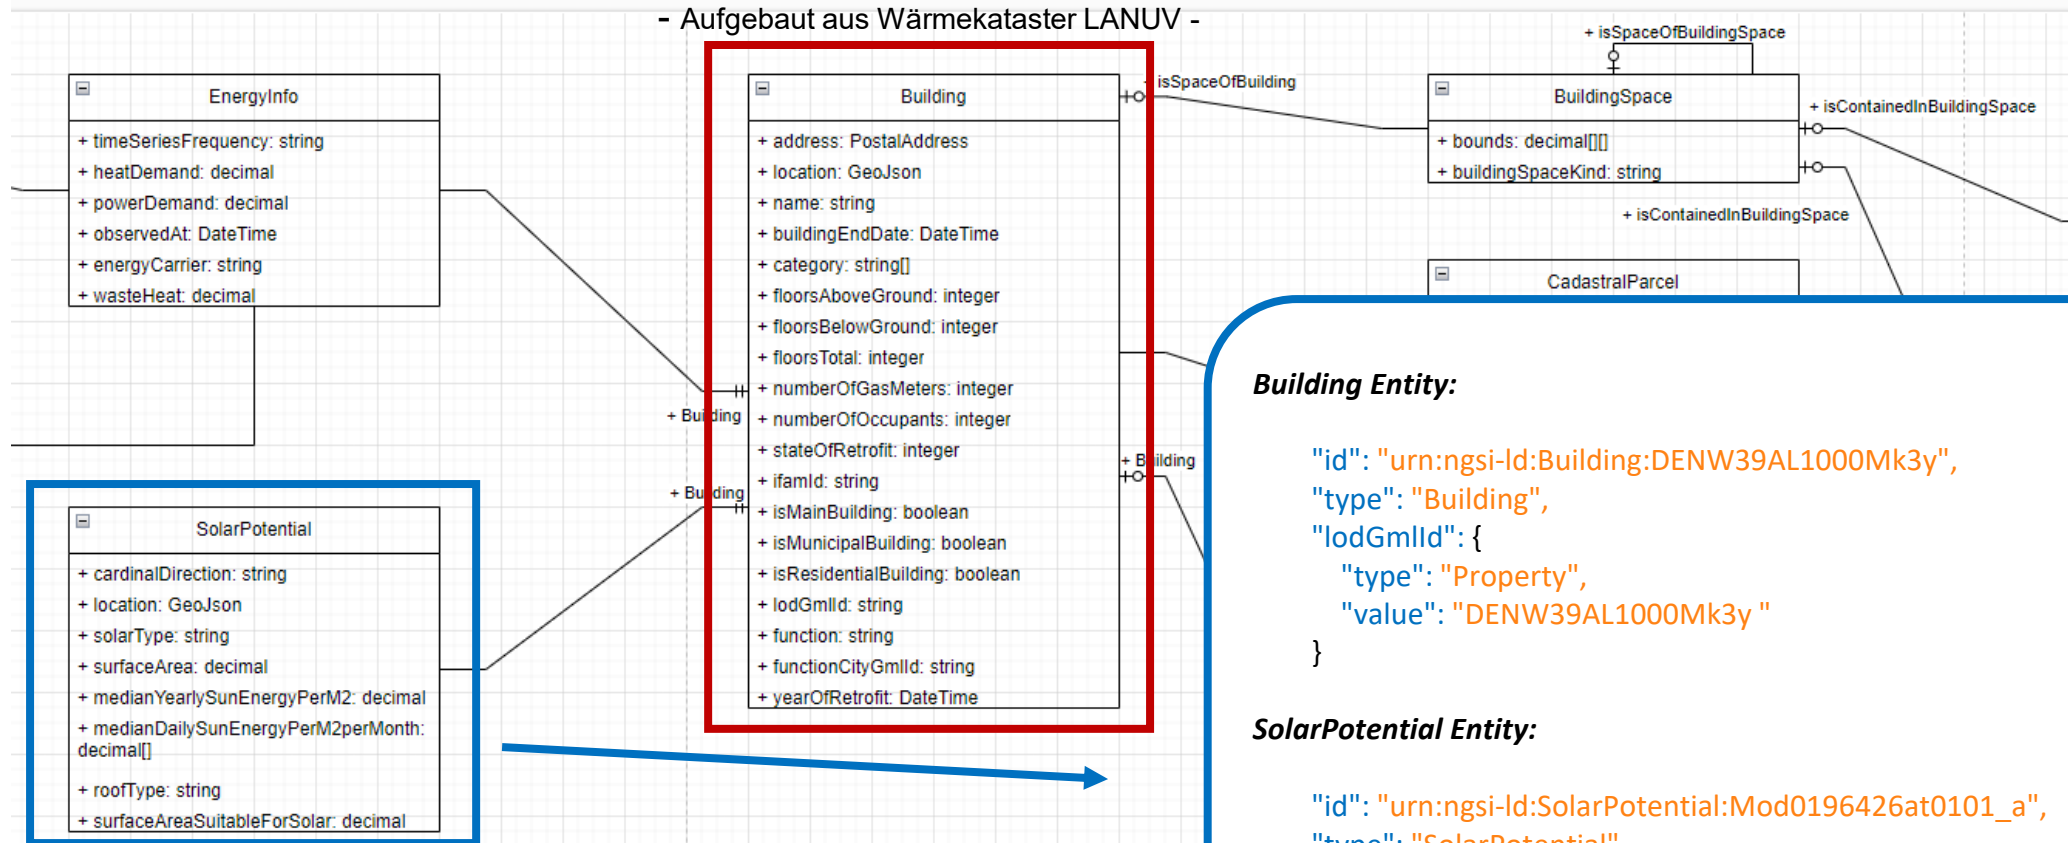 - Aufgebaut aus Wärmekataster LANUV -
EnergyInfo
+ timeSeriesFrequency: string
+ heatDemand: decimal
+ powerDemand: decimal
+ observedAt: DateTime
+ energyCarrier: string
+ wasteHeat: decimal
SolarPotential
+ cardinalDirection: string
+ location: GeoJson
+ solarType: string
+ surfaceArea: decimal
+ medianYearlySunEnergyPerM2: decimal
+ medianDailySunEnergyPerM2perMonth:
decimal[]
+ roofType: string
+ surfaceAreaSuitableForSolar: decimal
+ Building
+ Building
Building
+ address: PostalAddress
+ location: GeoJson
+ name: string
+ buildingEndDate: DateTime
+ category: string[]
+ floorsAboveGround: integer
+ floorsBelowGround: integer
+ floorsTotal: integer
+ numberOfGasMeters: integer
+ numberOfOccupants: integer
+ stateOfRetrofit: integer
+ ifamId: string
+ isMainBuilding: boolean
+ isMunicipalBuilding: boolean
+ isResidentialBuilding: boolean
+ lodGmlId: string
+ function: string
+ functionCityGmlId: string
+ yearOfRetrofit: DateTime
+ isSpaceOfBuilding
+ Building
+ isSpaceOfBuildingSpace
BuildingSpace
+ bounds: decimal[][]
+ buildingSpaceKind: string
+ isContainedInBuildingSpace
+ isContainedInBuildingSpace
CadastralParcel
Building Entity:
"id": "urn:ngsi-ld:Building:DENW39AL1000Mk3y",
"type": "Building",
"lodGmlId": {
"type": "Property",
"value": "DENW39AL1000Mk3y "
}
SolarPotential Entity:
"id": "urn:ngsi-ld:SolarPotential:Mod0196426at0101_a",
"type": "SolarPotential"